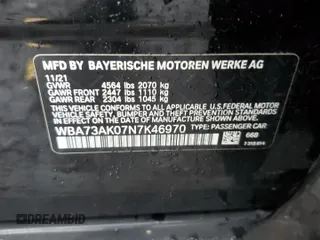 MFD BY BAYERISCHE MOTOREN WERKE AG
11/21
GVWR 4564 lbs 2070 kg
GAWR FRONT 2447 lbs 1110 kg
GAWR REAR 2304 lbs 1045 kg
THIS VEHICLE CONFORMS TO ALL APPLICABLE FEDERAL
MOTOR VEHICLE SAFETY, BUMPER AND THEFT PREVENTION
STANDARDS IN EFFECT ON THE DATE OF MANUFACTURE SHOWN ABOVE
WBA73AK07N7K46970
TYPE: PASSENGER CAR
668
DREAMBID